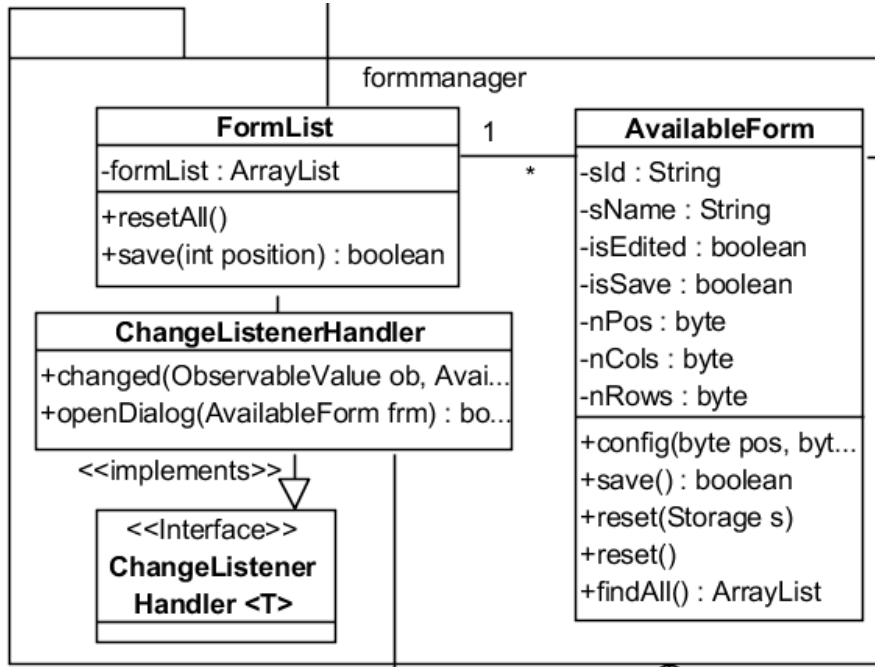 formmanager
FormList
-formList : ArrayList
+resetAll()
+save(int position) : boolean
1
*
AvailableForm
-sId : String
-sName : String
-isEdited : boolean
-isSave : boolean
-nPos : byte
-nCols : byte
-nRows : byte
+config(byte pos, byt...
+save() : boolean
+reset(Storage s)
+reset()
+findAll() : ArrayList
ChangeListenerHandler
+changed(ObservableValue ob, Avai...
+openDialog(AvailableForm frm) : bo...
<<implements>>
<<Interface>>
ChangeListener
Handler <T>